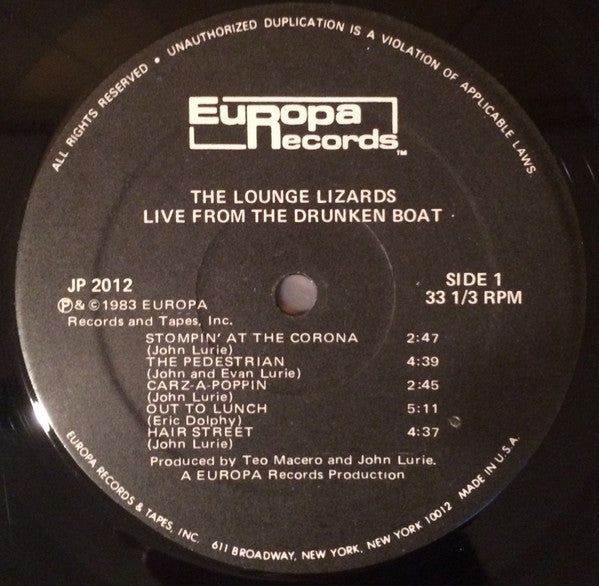 ALL RIGHTS RESERVED • UNAUTHORIZED DUPLICATION IS A VIOLATION OF APPLICABLE LAWS.
EuRopa
Records™
THE LOUNGE LIZARDS
LIVE FROM THE DRUNKEN BOAT
JP 2012
SIDE 1
℗&©1983 EUROPA
33 1/3 RPM
Records and Tapes, Inc.
STOMPIN' AT THE CORONA 2:47
(John Lurie)
THE PEDESTRIAN 4:39
(John and Evan Lurie)
CARZ-A-POPPIN 2:45
(John Lurie)
OUT TO LUNCH 5:11
(Eric Dolphy)
HAIR STREET 4:37
(John Lurie)
Produced by Teo Macero and John Lurie.
A EUROPA Records Production
EUROPA RECORDS & TAPES, INC. 611 BROADWAY, NEW YORK, NEW YORK 10012 MADE IN U.S.A.